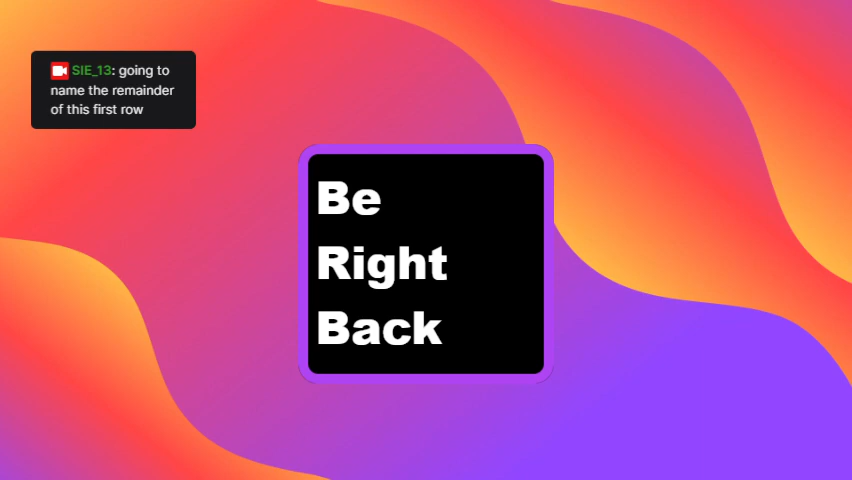 SIE_13: going to
name the remainder
of this first row
Be
Right
Back